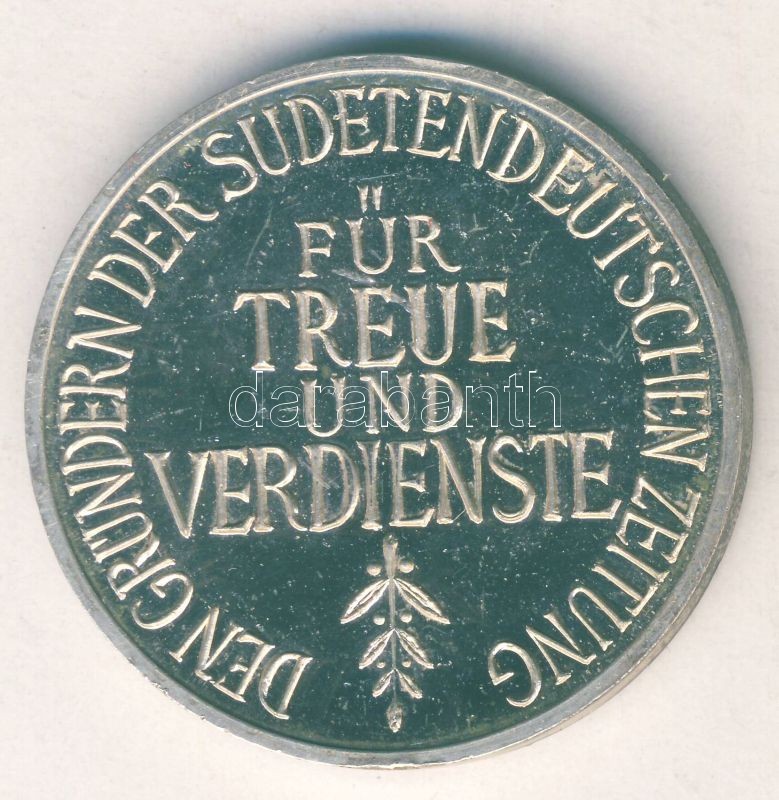 DEN GRÜNDERN DER SUDETENDEUTSCHEN ZEITUNG
FÜR
TREUE
UND
VERDIENSTE
darabanth